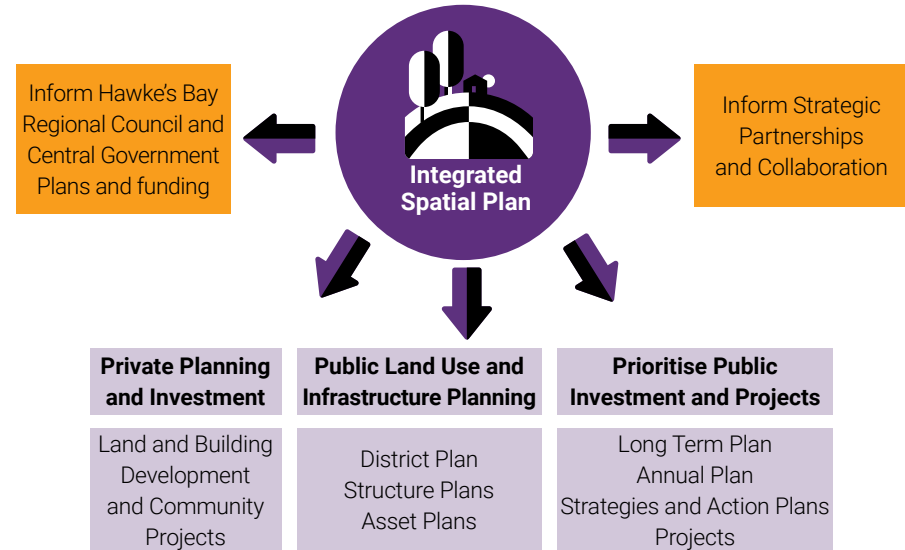 Inform Hawke's Bay
Regional Council and
Central Government
Plans and funding
Integrated
Spatial Plan
Inform Strategic
Partnerships
and Collaboration
Private Planning
and Investment
Land and Building
Development
and Community
Projects
Public Land Use and
Infrastructure Planning
District Plan
Structure Plans
Asset Plans
Prioritise Public
Investment and Projects
Long Term Plan
Annual Plan
Strategies and Action Plans
Projects